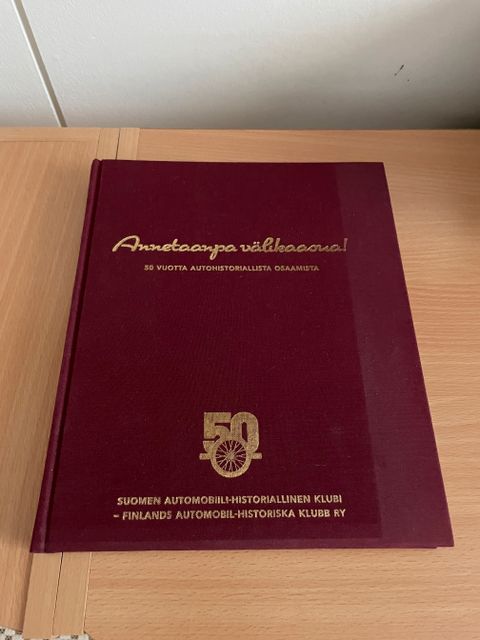 Annetaanpa välikaasua!
50 VUOTTA AUTOHISTORIALLISTA OSAAMISTA
50
SUOMEN AUTOMOBIILI-HISTORIALLINEN KLUBI
– FINLANDS AUTOMOBIL-HISTORISKA KLUBB RY